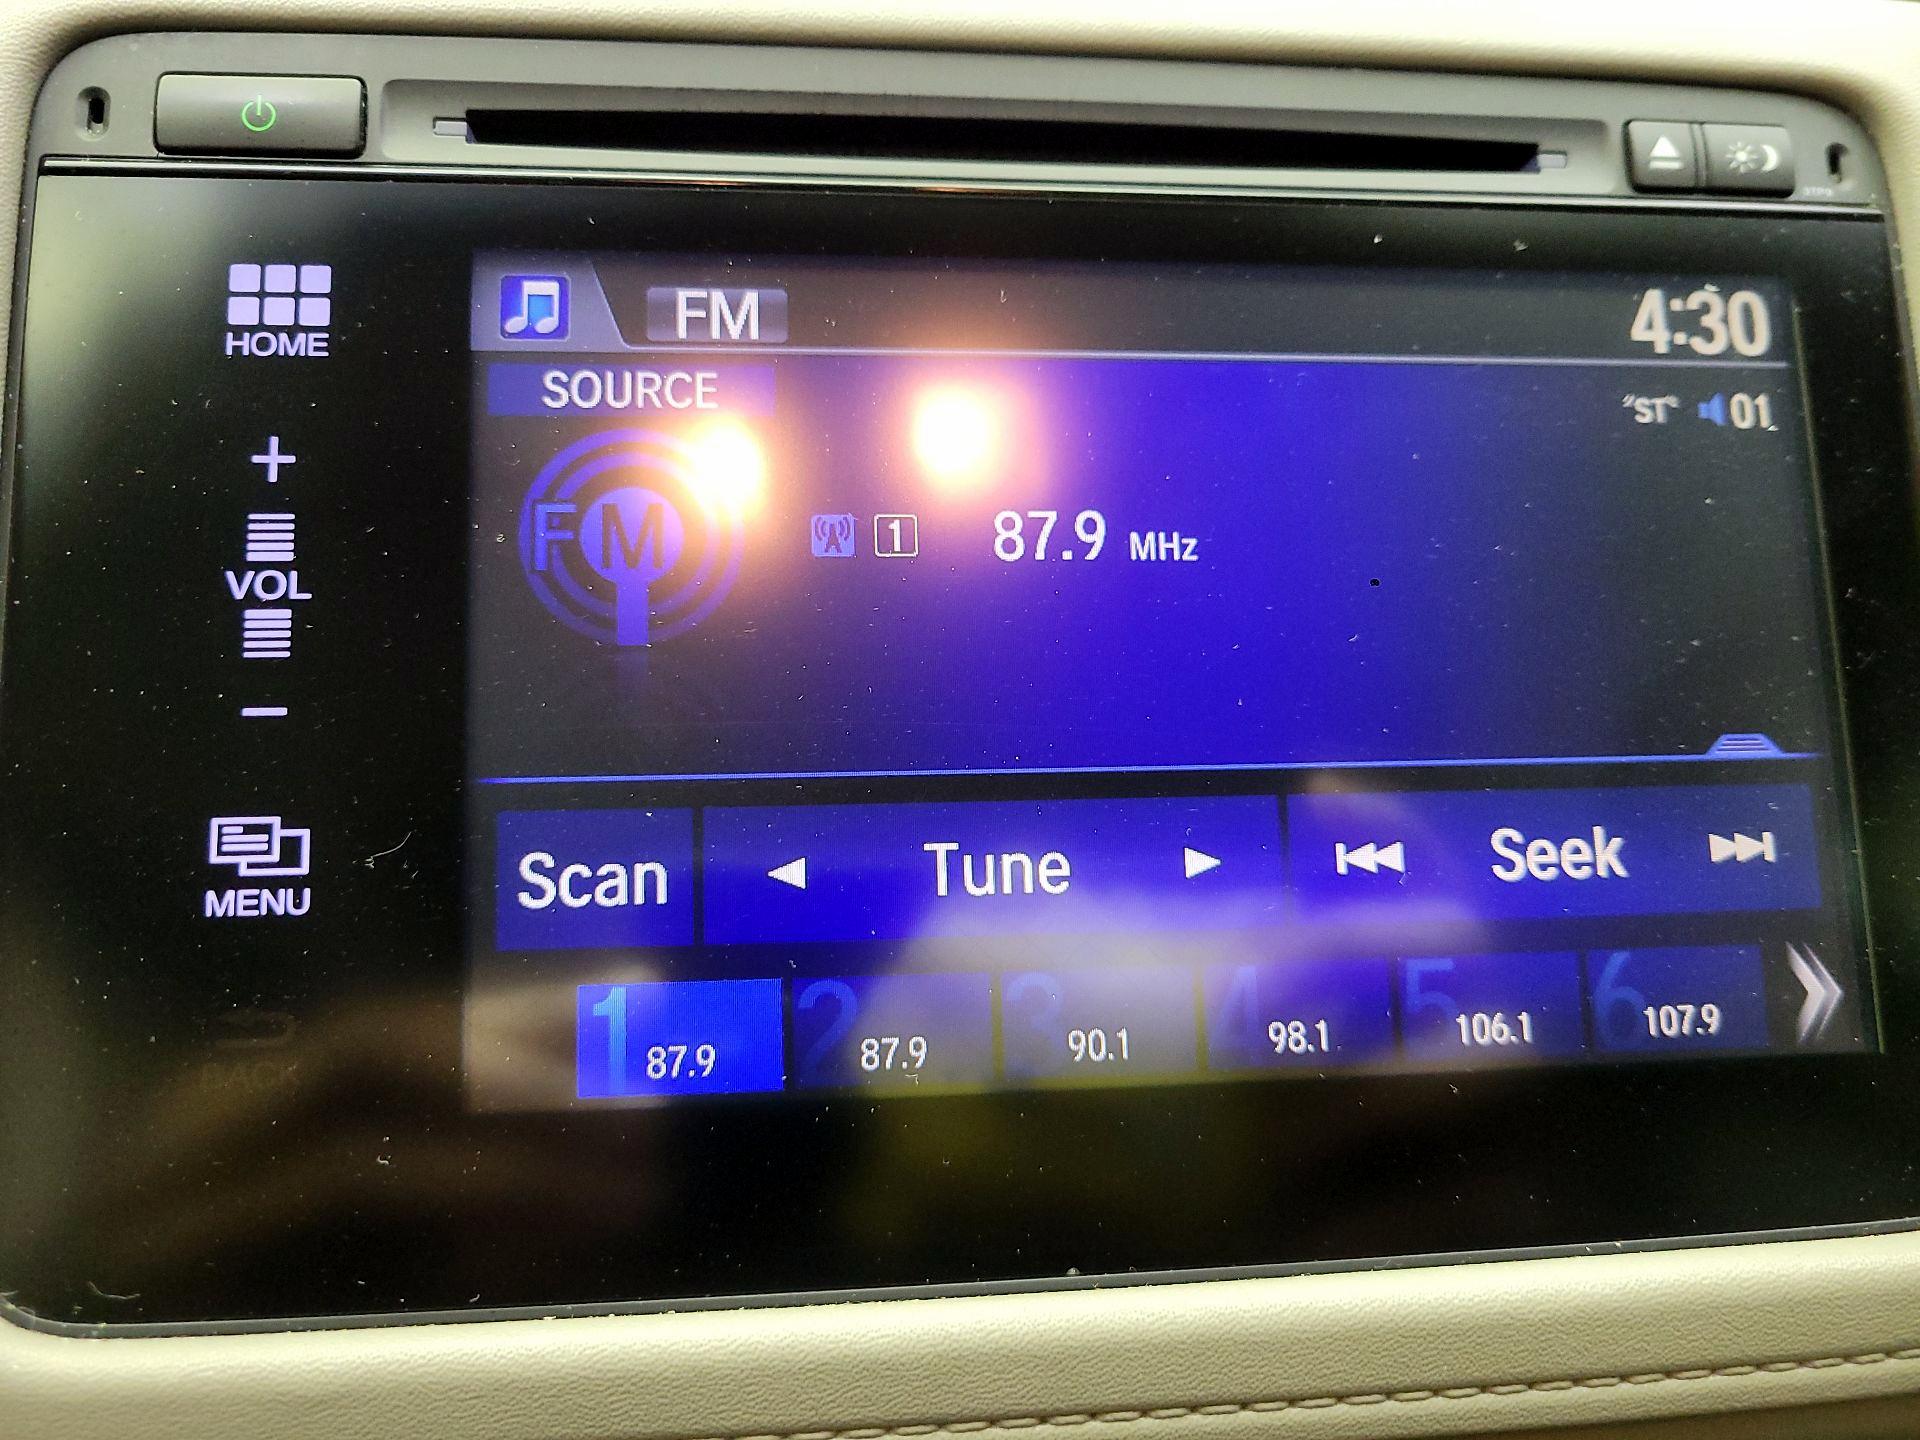 HOME
FM
4:30
SOURCE
"ST" 01
+
FM
1 87.9 MHz
VOL
−
Scan Tune Seek
MENU
1 87.9
2 87.9
3 90.1
4 98.1
5 106.1
6 107.9